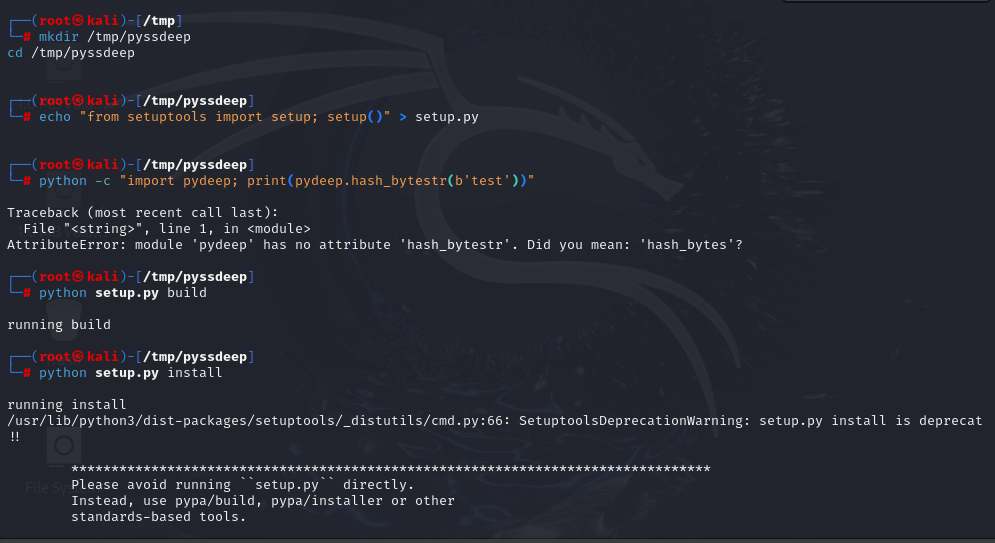 ┌──(root㉿kali)-[/tmp]
└─# mkdir /tmp/pyssdeep
cd /tmp/pyssdeep
┌──(root㉿kali)-[/tmp/pyssdeep]
└─# echo "from setuptools import setup; setup()" > setup.py
┌──(root㉿kali)-[/tmp/pyssdeep]
└─# python -c "import pydeep; print(pydeep.hash_bytestr(b'test'))"
Traceback (most recent call last):
  File "<string>", line 1, in <module>
AttributeError: module 'pydeep' has no attribute 'hash_bytestr'. Did you mean: 'hash_bytes'?
┌──(root㉿kali)-[/tmp/pyssdeep]
└─# python setup.py build
running build
┌──(root㉿kali)-[/tmp/pyssdeep]
└─# python setup.py install
running install
/usr/lib/python3/dist-packages/setuptools/_distutils/cmd.py:66: SetuptoolsDeprecationWarning: setup.py install is deprecat
!!
        ********************************************************************************
        Please avoid running ``setup.py`` directly.
        Instead, use pypa/build, pypa/installer or other
        standards-based tools.
File System